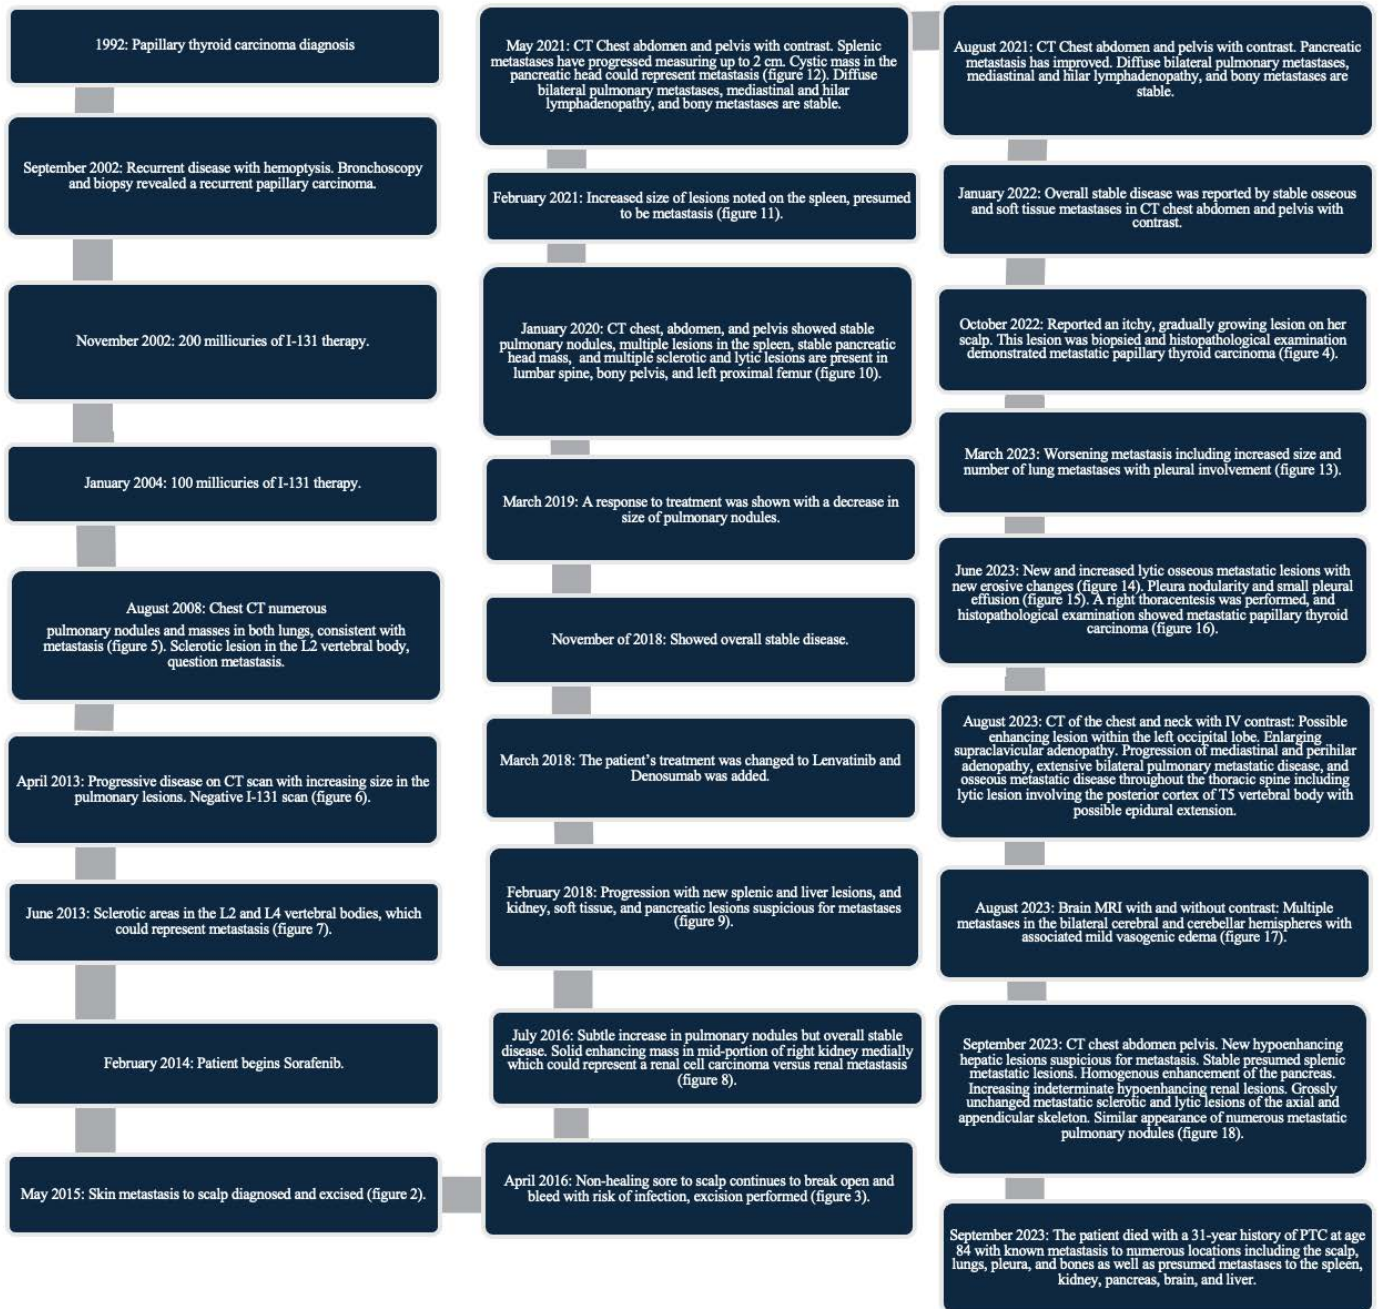 1992: Papillary thyroid carcinoma diagnosis
September 2002: Recurrent disease with hemoptysis. Bronchoscopy
and biopsy revealed a recurrent papillary carcinoma.
November 2002: 200 millicuries of I-131 therapy.
January 2004: 100 millicuries of I-131 therapy.
August 2008: Chest CT numerous
pulmonary nodules and masses in both lungs, consistent with
metastasis (figure 5). Sclerotic lesion in the L2 vertebral body,
question metastasis.
April 2013: Progressive disease on CT scan with increasing size in the
pulmonary lesions. Negative I-131 scan (figure 6).
June 2013: Sclerotic areas in the L2 and L4 vertebral bodies, which
could represent metastasis (figure 7).
February 2014: Patient begins Sorafenib.
May 2015: Skin metastasis to scalp diagnosed and excised (figure 2).
April 2016: Non-healing sore to scalp continues to break open and
bleed with risk of infection, excision performed (figure 3).
July 2016: Subtle increase in pulmonary nodules but overall stable
disease. Solid enhancing mass in mid-portion of right kidney medially
which could represent a renal cell carcinoma versus renal metastasis
(figure 8).
February 2018: Progression with new splenic and liver lesions, and
kidney, soft tissue, and pancreatic lesions suspicious for metastases
(figure 9).
March 2018: The patient's treatment was changed to Lenvatinib and
Denosumab was added.
November of 2018: Showed overall stable disease.
March 2019: A response to treatment was shown with a decrease in
size of pulmonary nodules.
January 2020: CT chest, abdomen, and pelvis showed stable
pulmonary nodules, multiple lesions in the spleen, stable pancreatic
head mass, and multiple sclerotic and lytic lesions are present in
lumbar spine, bony pelvis, and left proximal femur (figure 10).
February 2021: Increased size of lesions noted on the spleen, presumed
to be metastasis (figure 11).
May 2021: CT Chest abdomen and pelvis with contrast. Splenic
metastases have progressed measuring up to 2 cm. Cystic mass in the
pancreatic head could represent metastasis (figure 12). Diffuse
bilateral pulmonary metastases, mediastinal and hilar
lymphadenopathy, and bony metastases are stable.
August 2021: CT Chest abdomen and pelvis with contrast. Pancreatic
metastasis has improved. Diffuse bilateral pulmonary metastases,
mediastinal and hilar lymphadenopathy, and bony metastases are
stable.
January 2022: Overall stable disease was reported by stable osseous
and soft tissue metastases in CT chest abdomen and pelvis with
contrast.
October 2022: Reported an itchy, gradually growing lesion on her
scalp. This lesion was biopsied and histopathological examination
demonstrated metastatic papillary thyroid carcinoma (figure 4).
March 2023: Worsening metastasis including increased size and
number of lung metastases with pleural involvement (figure 13).
June 2023: New and increased lytic osseous metastatic lesions with
new erosive changes (figure 14). Pleura nodularity and small pleural
effusion (figure 15). A right thoracentesis was performed, and
histopathological examination showed metastatic papillary thyroid
carcinoma (figure 16).
August 2023: CT of the chest and neck with IV contrast: Possible
enhancing lesion within the left occipital lobe. Enlarging
supraclavicular adenopathy. Progression of mediastinal and perihilar
adenopathy, extensive bilateral pulmonary metastatic disease, and
osseous metastatic disease throughout the thoracic spine including
lytic lesion involving the posterior cortex of T5 vertebral body with
possible epidural extension.
August 2023: Brain MRI with and without contrast: Multiple
metastases in the bilateral cerebral and cerebellar hemispheres with
associated mild vasogenic edema (figure 17).
September 2023: CT chest abdomen pelvis. New hypoenhancing
hepatic lesions suspicious for metastasis. Stable presumed splenic
metastatic lesions. Homogenous enhancement of the pancreas.
Increasing indeterminate hypoenhancing renal lesions. Grossly
unchanged metastatic sclerotic and lytic lesions of the axial and
appendicular skeleton. Similar appearance of numerous metastatic
pulmonary nodules (figure 18).
September 2023: The patient died with a 31-year history of PTC at age
84 with known metastasis to numerous locations including the scalp,
lungs, pleura, and bones as well as presumed metastases to the spleen,
kidney, pancreas, brain, and liver.